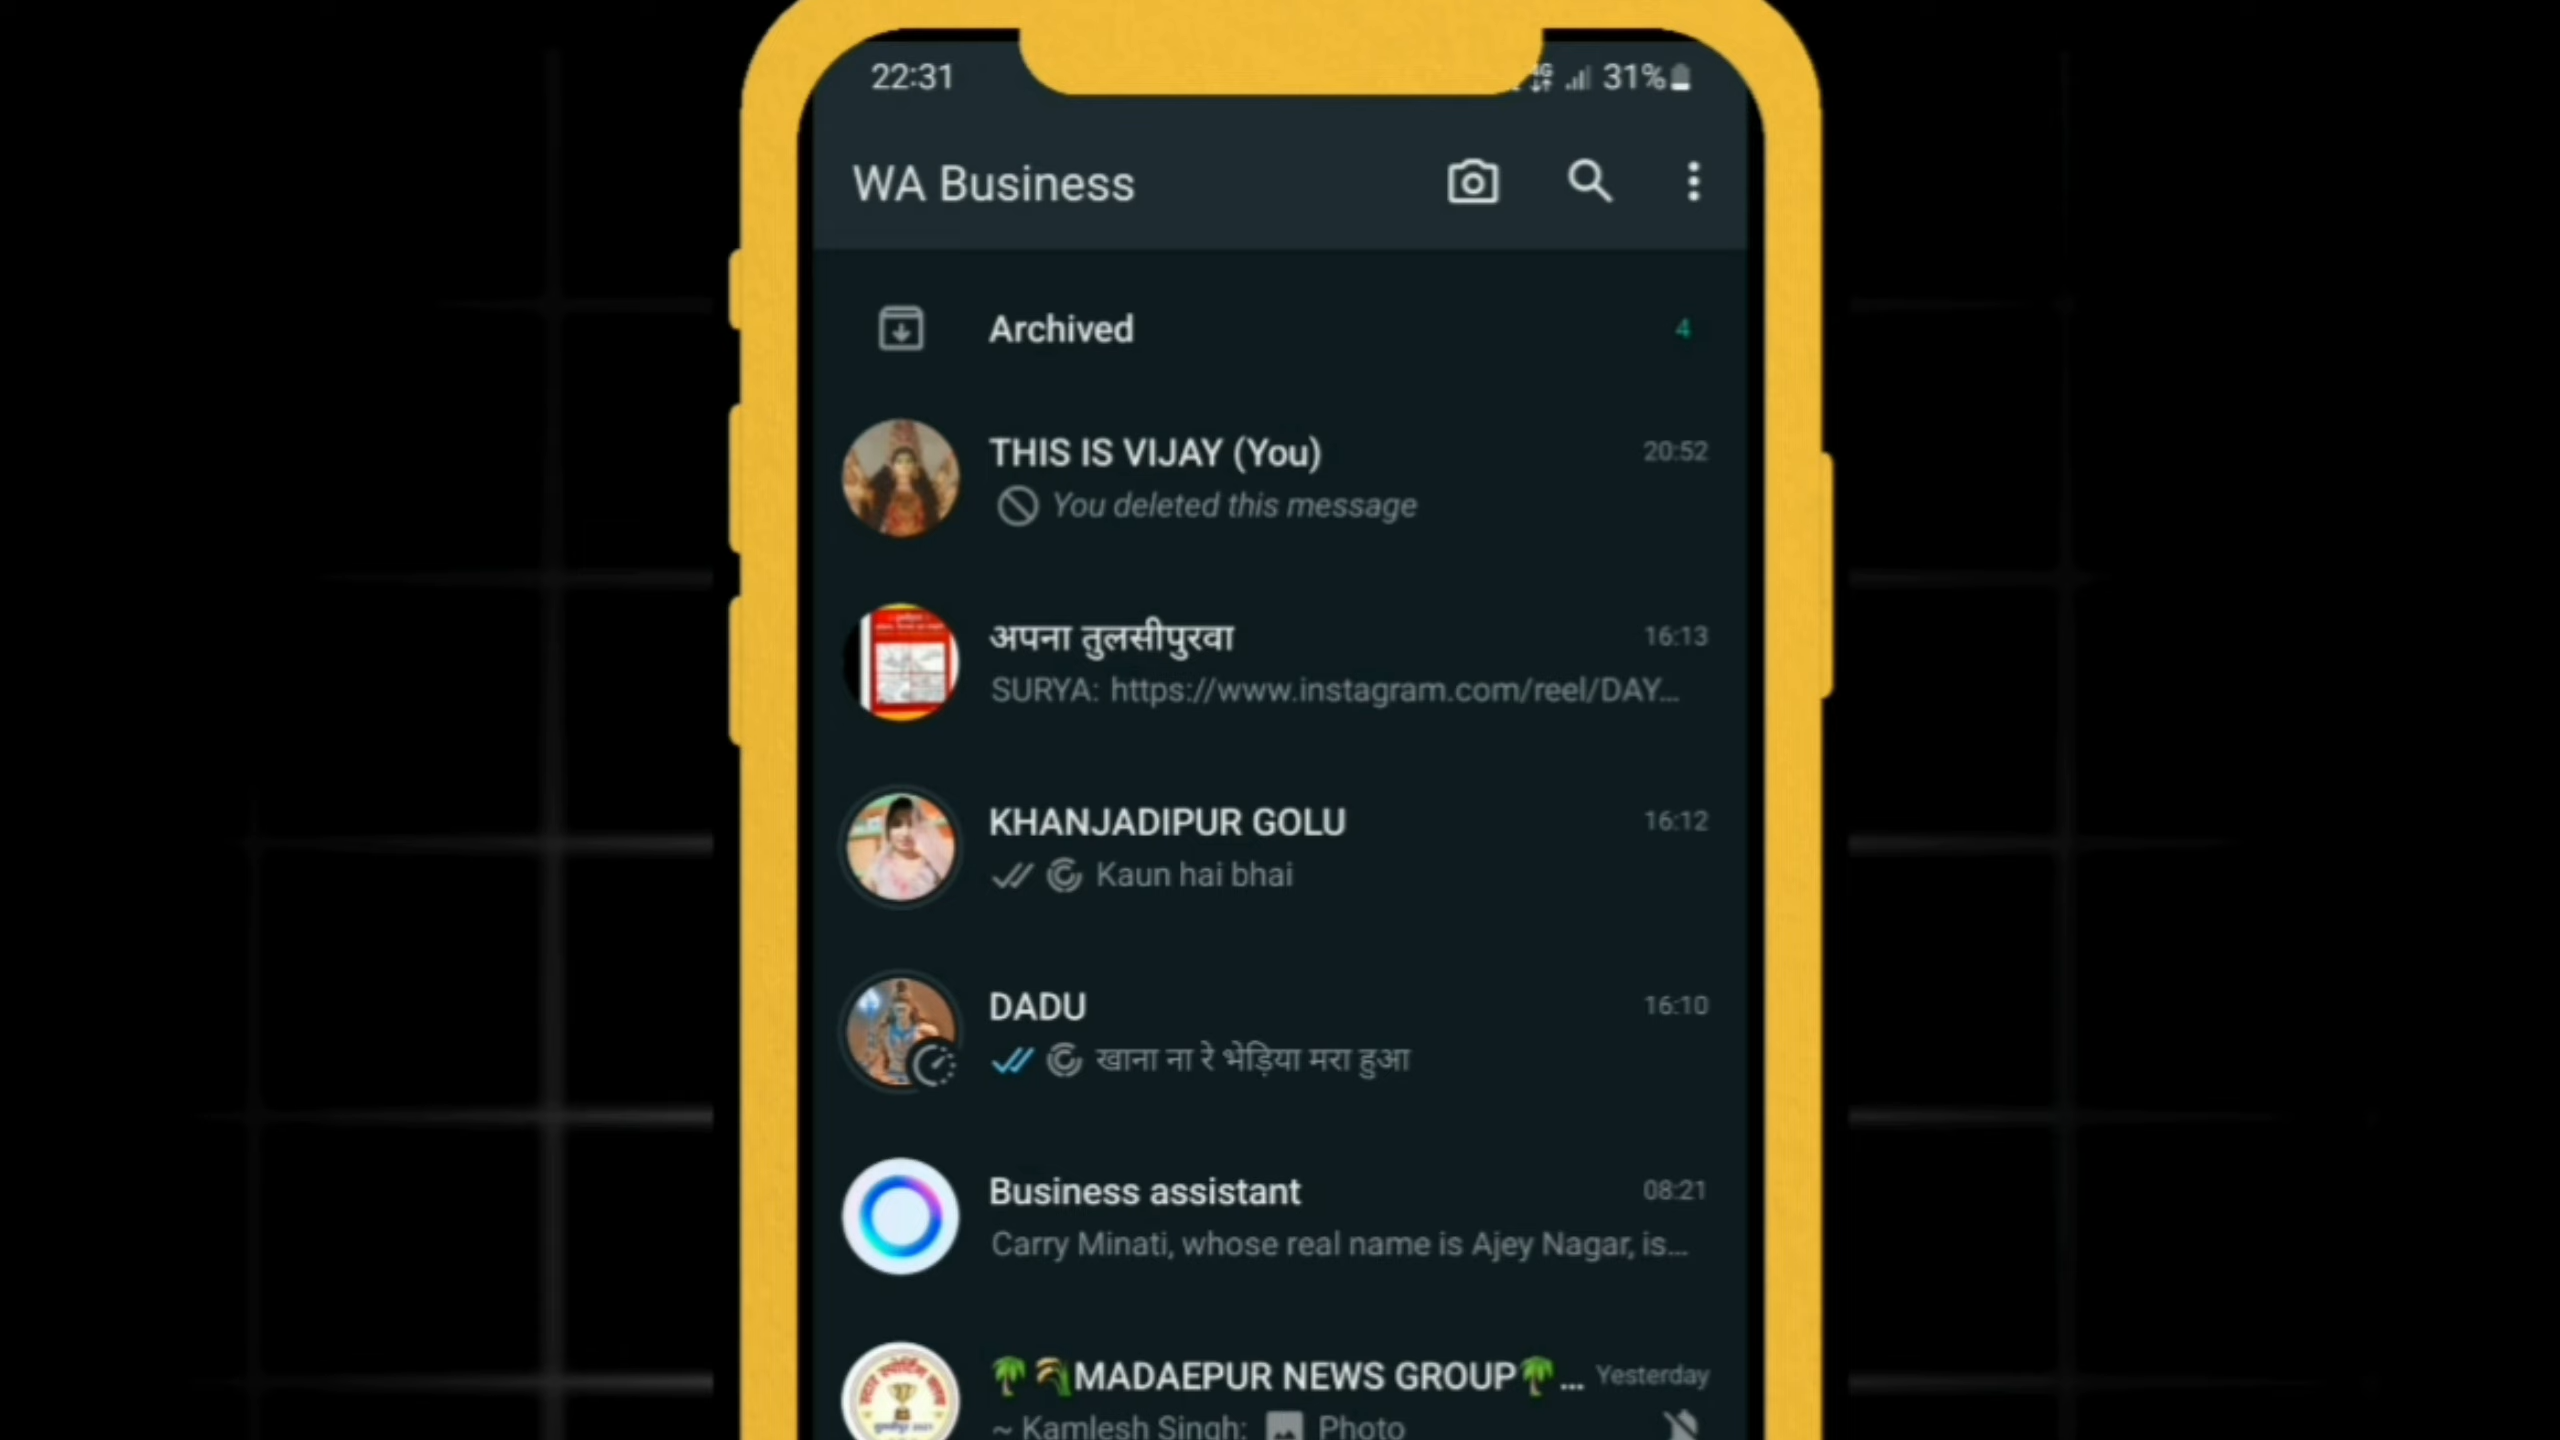 22:31
4G 31%
WA Business
Archived 4
THIS IS VIJAY (You) 20:52
You deleted this message
अपना तुलसीपुरवा 16:13
SURYA: https://www.instagram.com/reel/DAY...
KHANJADIPUR GOLU 16:12
Kaun hai bhai
DADU 16:10
खाना ना रे भेड़िया मरा हुआ
Business assistant 08:21
Carry Minati, whose real name is Ajey Nagar, is...
🌴🌾MADAEPUR NEWS GROUP🌴... Yesterday
~ Kamlesh Singh: Photo